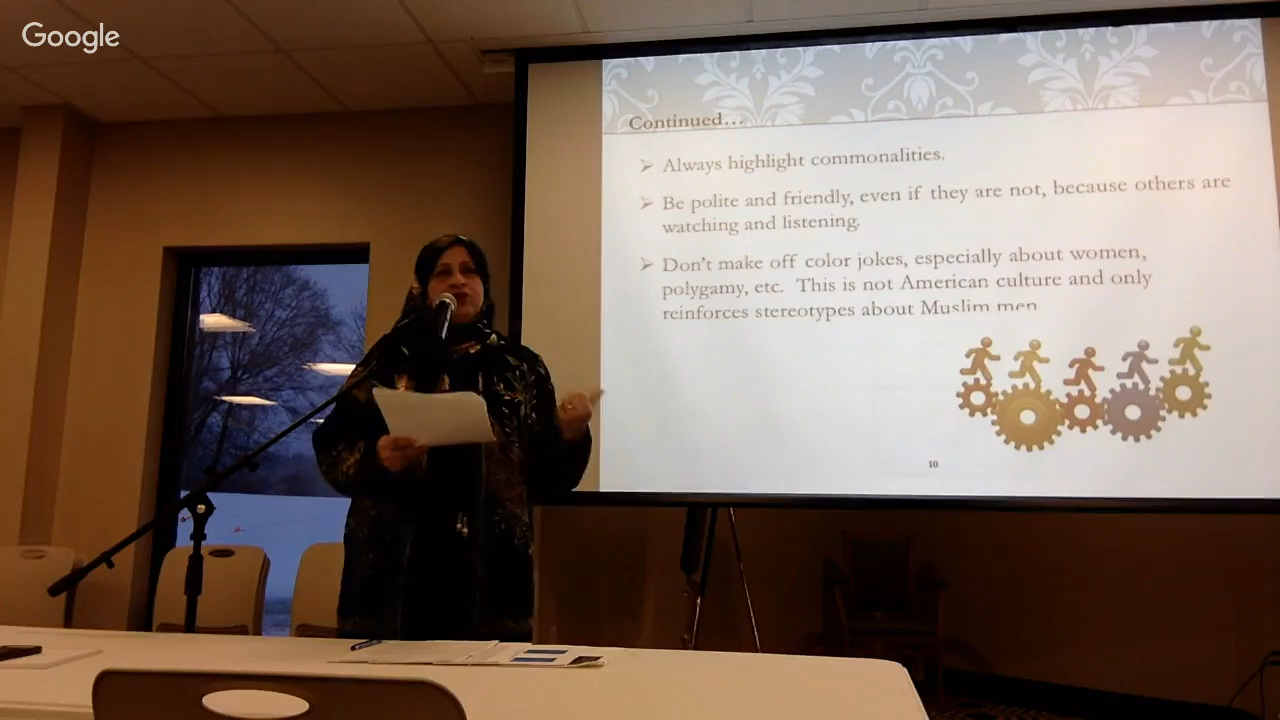 Google
Continued...
➢ Always highlight commonalities.
➢ Be polite and friendly, even if they are not, because others are
watching and listening.
➢ Don't make off color jokes, especially about women,
polygamy, etc. This is not American culture and only
reinforces stereotypes about Muslim men
10